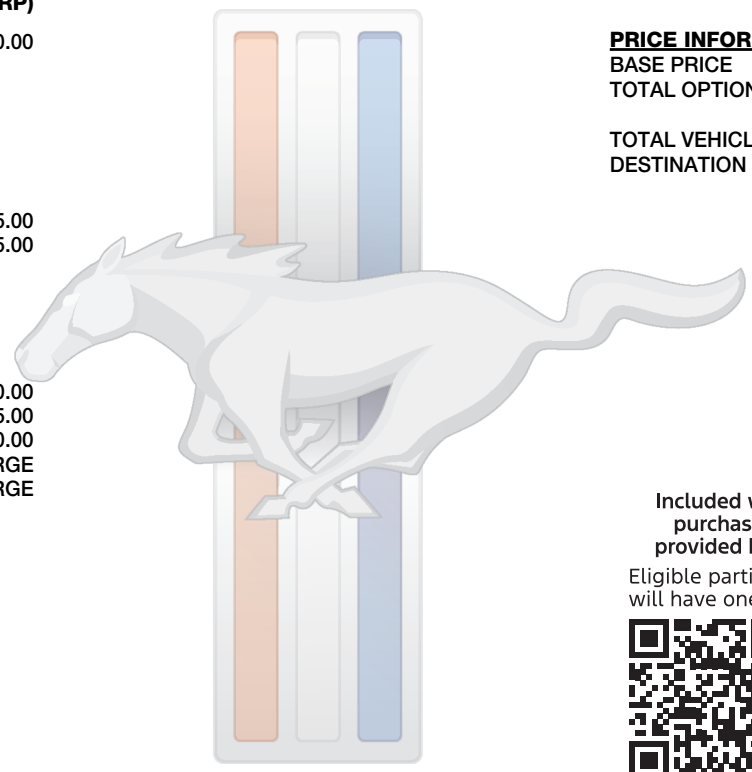 RP)
0.00
5.00
5.00
0.00
5.00
0.00
RGE
RGE
PRICE INFOR
BASE PRICE
TOTAL OPTION
TOTAL VEHICL
DESTINATION
Included
purchas
provided
Eligible parti
will have one